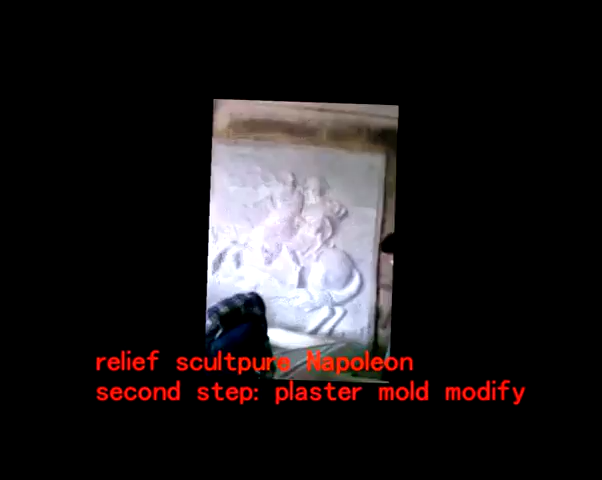 relief scultpure Napoleon
second step: plaster mold modify